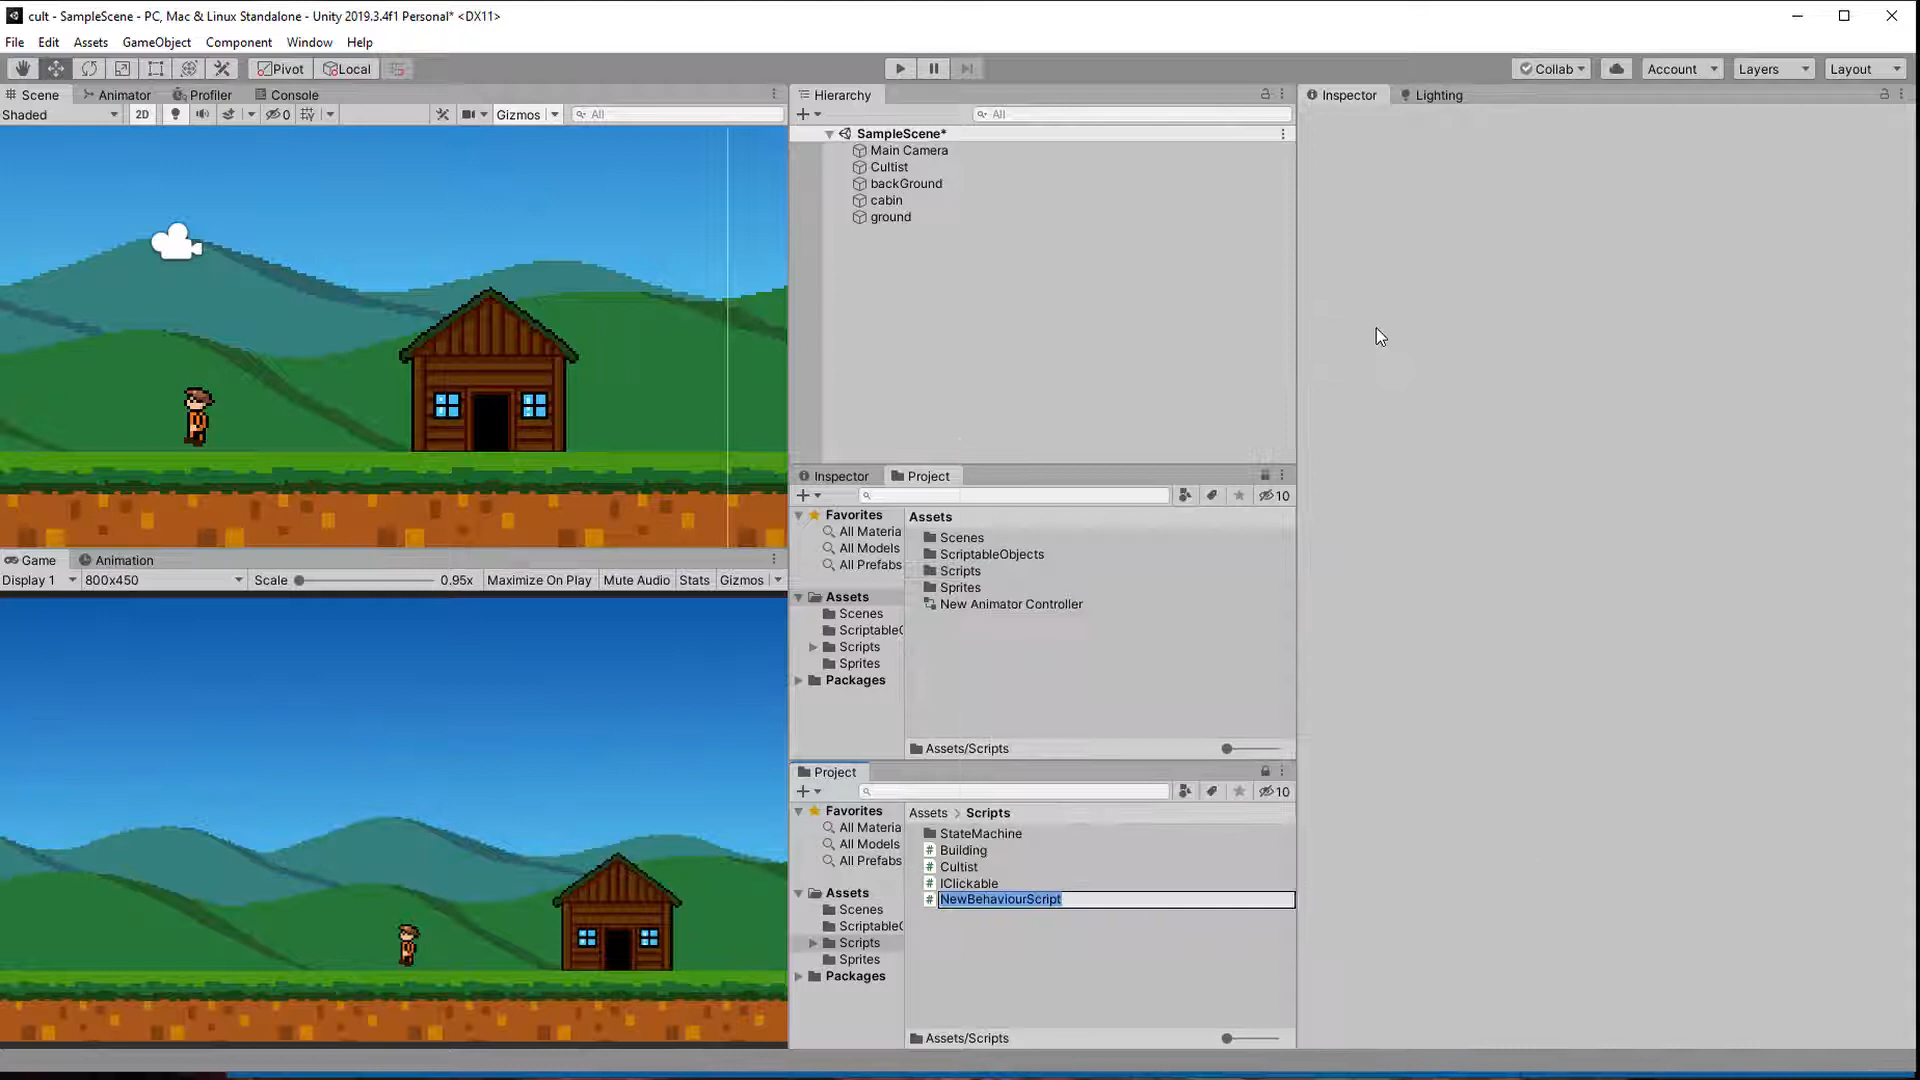 cult - SampleScene - PC, Mac & Linux Standalone - Unity 2019.3.4f1 Personal* <DX11>
File Edit Assets GameObject Component Window Help
Pivot Local Collab Account Layers Layout
Scene Animator Profiler Console
Shaded 2D 0 Gizmos All
Hierarchy
All
SampleScene*
Main Camera
Cultist
backGround
cabin
ground
Inspector Lighting
Inspector Project
10
Favorites
All Materia
All Models
All Prefabs
Assets
Scenes
Scriptable
Scripts
Sprites
Packages
Assets
Scenes
ScriptableObjects
Scripts
Sprites
New Animator Controller
Assets/Scripts
Game Animation
Display 1 800x450 Scale 0.95x Maximize On Play Mute Audio Stats Gizmos
Project
10
Favorites
All Materia
All Models
All Prefabs
Assets
Scenes
Scriptable
Scripts
Sprites
Packages
Assets > Scripts
StateMachine
Building
Cultist
IClickable
NewBehaviourScript
Assets/Scripts